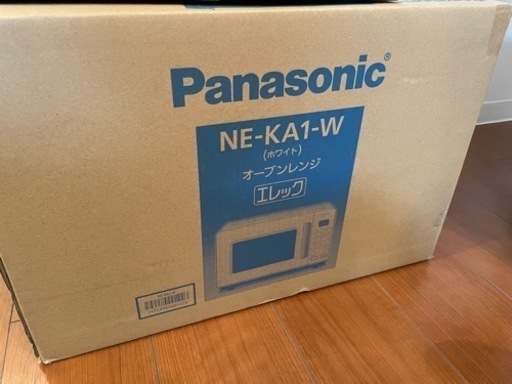 Panasonic®
NE-KA1-W
(ホワイト)
オーブンレンジ
エレック